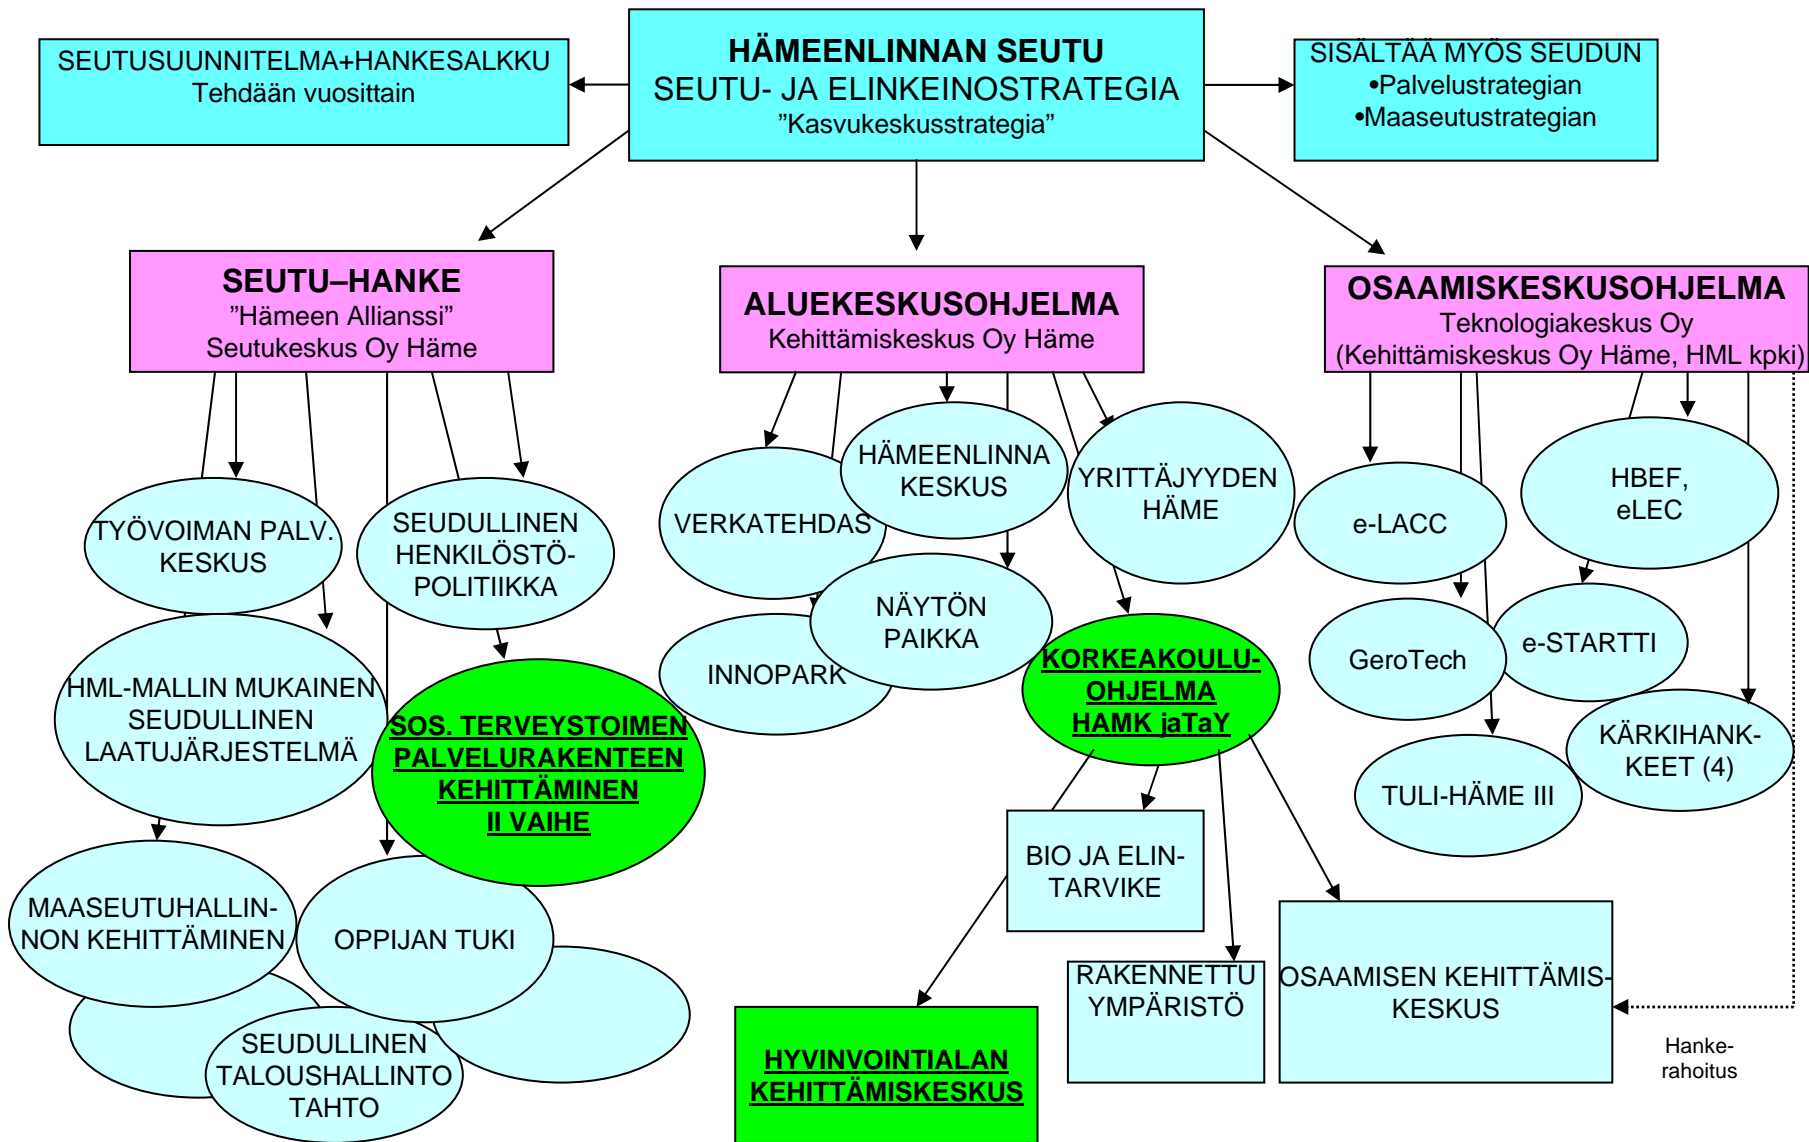 HÄMEENLINNAN SEUTU
SEUTU- JA ELINKEINOSTRATEGIA
”Kasvukeskusstrategia”
SEUTUSUUNNITELMA+HANKESALKKU
Tehdään vuosittain
SISÄLTÄÄ MYÖS SEUDUN
•Palvelustrategian
•Maaseutustrategian
SEUTU–HANKE
”Hämeen Allianssi”
Seutukeskus Oy Häme
ALUEKESKUSOHJELMA
Kehittämiskeskus Oy Häme
OSAAMISKESKUSOHJELMA
Teknologiakeskus Oy
(Kehittämiskeskus Oy Häme, HML kpki)
TYÖVOIMAN PALV.
KESKUS
SEUDULLINEN
HENKILÖSTÖ-
POLITIIKKA
HML-MALLIN MUKAINEN
SEUDULLINEN
LAATUJÄRJESTELMÄ
SOS. TERVEYSTOIMEN
PALVELURAKENTEEN
KEHITTÄMINEN
II VAIHE
MAASEUTUHALLIN-
NON KEHITTÄMINEN
OPPIJAN TUKI
SEUDULLINEN
TALOUSHALLINTO
TAHTO
VERKATEHDAS
HÄMEENLINNA
KESKUS
YRITTÄJYYDEN
HÄME
INNOPARK
NÄYTÖN
PAIKKA
KORKEAKOULU-
OHJELMA
HAMK jaTaY
BIO JA ELIN-
TARVIKE
RAKENNETTU
YMPÄRISTÖ
OSAAMISEN KEHITTÄMIS-
KESKUS
HYVINVOINTIALAN
KEHITTÄMISKESKUS
e-LACC
HBEF,
eLEC
GeroTech
e-STARTTI
TULI-HÄME III
KÄRKIHANK-
KEET (4)
Hanke-
rahoitus